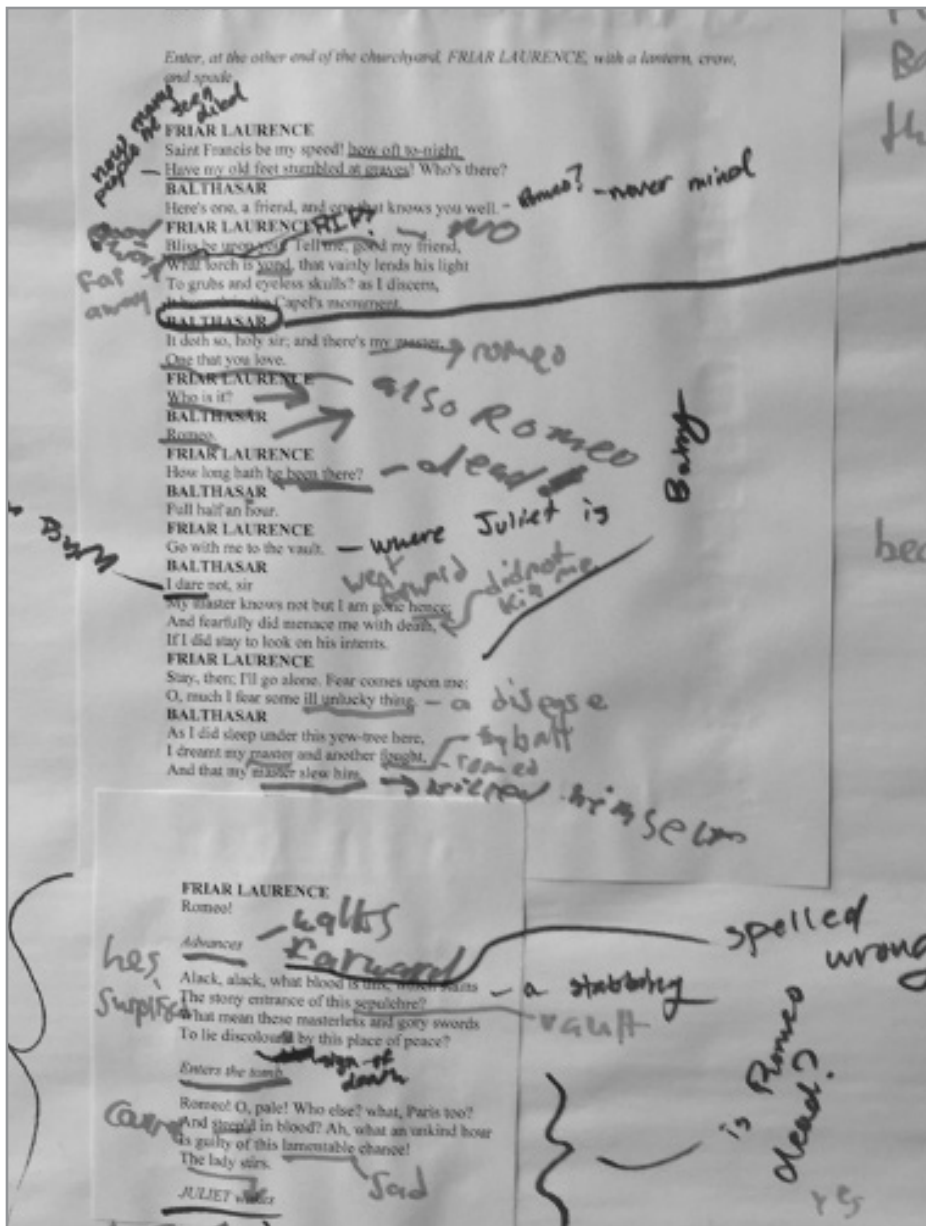 Enter, at the other end of the churchyard, FRIAR LAURENCE, with a lantern, crow,
and spade
how many
people he seen
died
FRIAR LAURENCE
Saint Francis be my speed! how oft to-night
Have my old feet stumbled at graves! Who's there?
BALTHASAR
Here's one, a friend, and one that knows you well. - Romeo? - never mind
FRIAR LAURENCE RIP? - NO
Bliss be upon you! Tell me, good my friend,
What torch is yond, that vainly lends his light
far
away
To grubs and eyeless skulls? as I discern,
It burneth in the Capel's monument.
BALTHASAR
It doth so, holy sir; and there's my master, romeo
One that you love.
FRIAR LAURENCE
Who is it?
also Romeo
BALTHASAR
Romeo.
FRIAR LAURENCE
How long hath he been there? - dead!
BALTHASAR
Full half an hour.
FRIAR LAURENCE
Go with me to the vault. - where Juliet is
BALTHASAR
I dare not, sir
did not
My master knows not but I am gone hence;
And fearfully did menace me with death,
If I did stay to look on his intents.
FRIAR LAURENCE
Stay, then; I'll go alone. Fear comes upon me:
O, much I fear some ill unlucky thing. - a disease
BALTHASAR
As I did sleep under this yew-tree here,
I dreamt my master and another fought, - romeo
And that my master slew him.
FRIAR LAURENCE
Romeo!
Advances - walks
farward
spelled
wrong
hes
Alack, alack, what blood is this, which stains - a stabbing
The stony entrance of this sepulchre? vault
What mean these masterless and gory swords
To lie discolour'd by this place of peace?
sign of
death
Enters the tomb
Romeo! O, pale! Who else? what, Paris too?
And steep'd in blood? Ah, what an unkind hour
Is guilty of this lamentable chance! Sad
The lady stirs.
JULIET wakes
is Romeo
dead?
yes